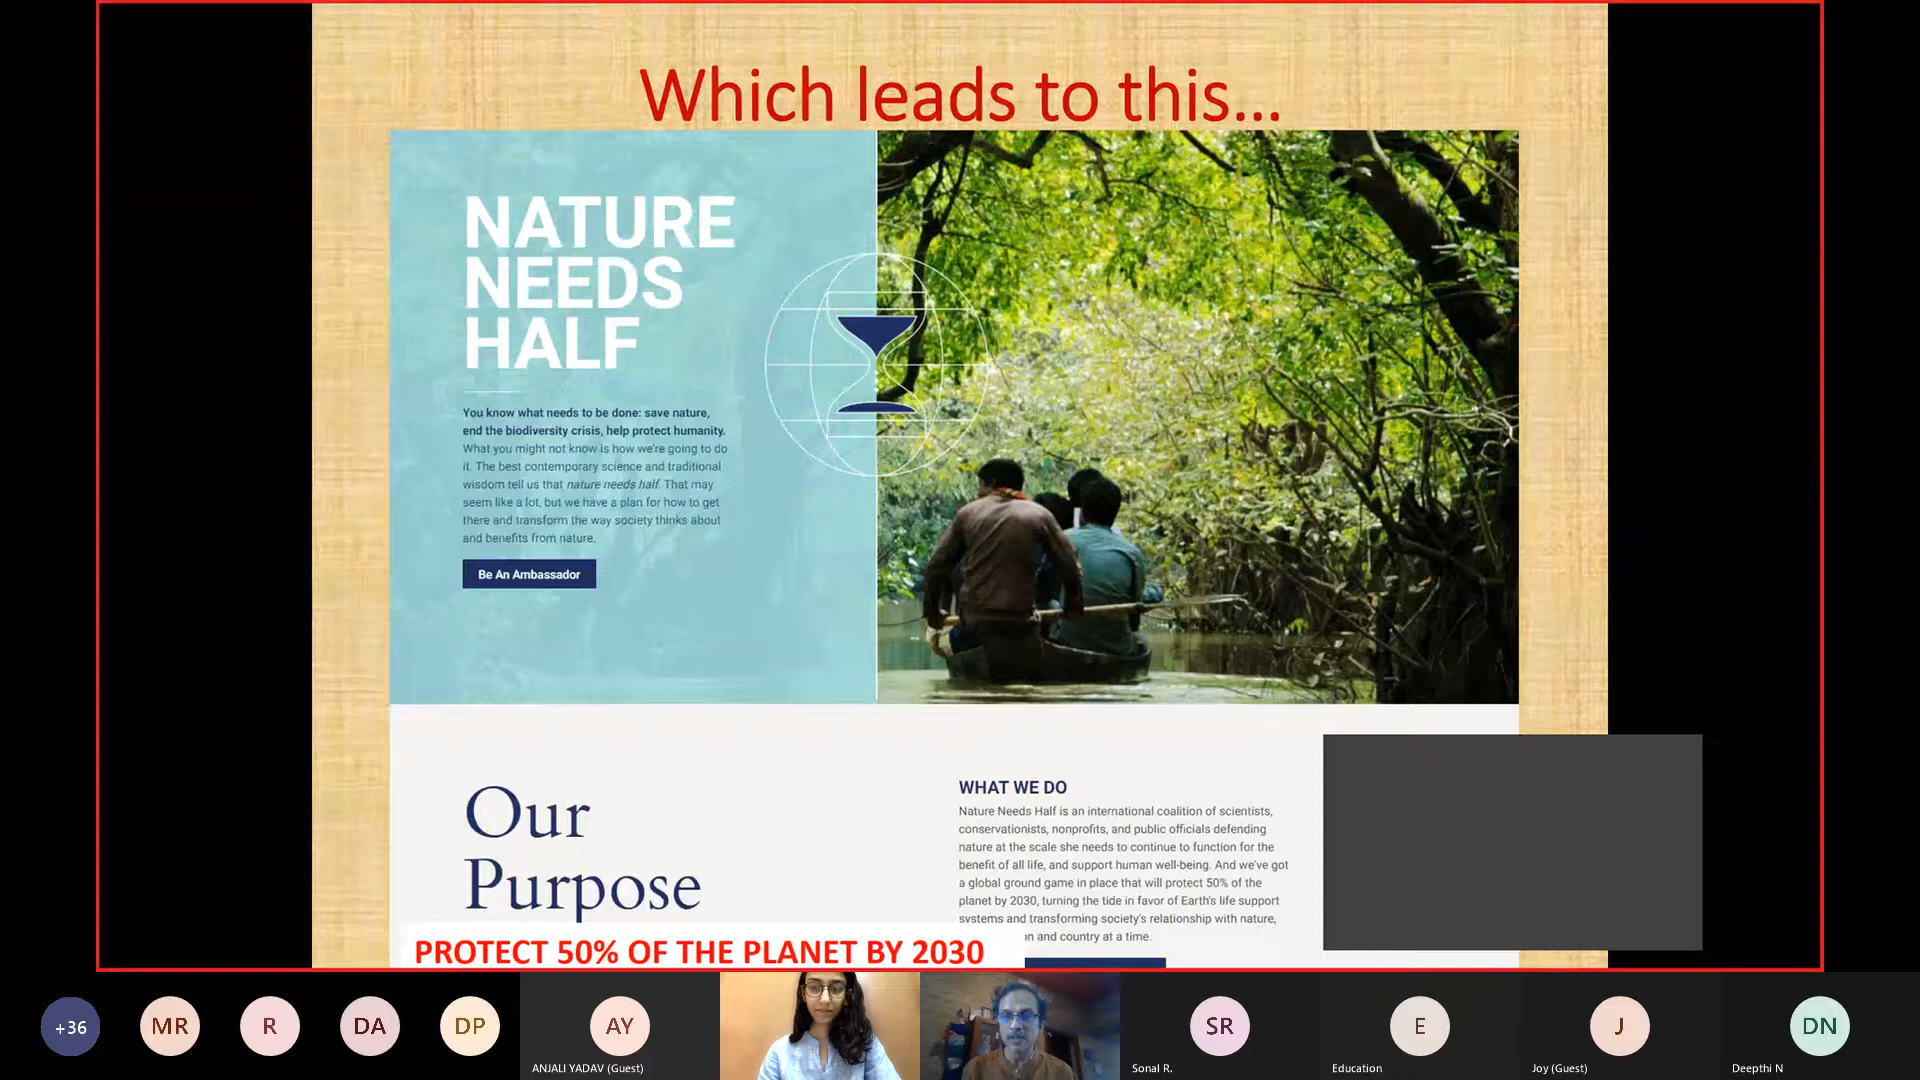 Which leads to this...
NATURE
NEEDS
HALF
You know what needs to be done: save nature,
end the biodiversity crisis, help protect humanity.
What you might not know is how we're going to do
it. The best contemporary science and traditional
wisdom tell us that nature needs half. That may
seem like a lot, but we have a plan for how to get
there and transform the way society thinks about
and benefits from nature.
Be An Ambassador
Our
Purpose
WHAT WE DO
Nature Needs Half is an international coalition of scientists,
conservationists, nonprofits, and public officials defending
nature at the scale she needs to continue to function for the
benefit of all life, and support human well-being. And we've got
a global ground game in place that will protect 50% of the
planet by 2030, turning the tide in favor of Earth's life support
systems and transforming society's relationship with nature,
and country at a time.
PROTECT 50% OF THE PLANET BY 2030
+36
MR
R
DA
DP
AY
SR
E
J
DN
ANJALI YADAV (Guest)
Sonal R.
Education
Joy (Guest)
Deepthi N